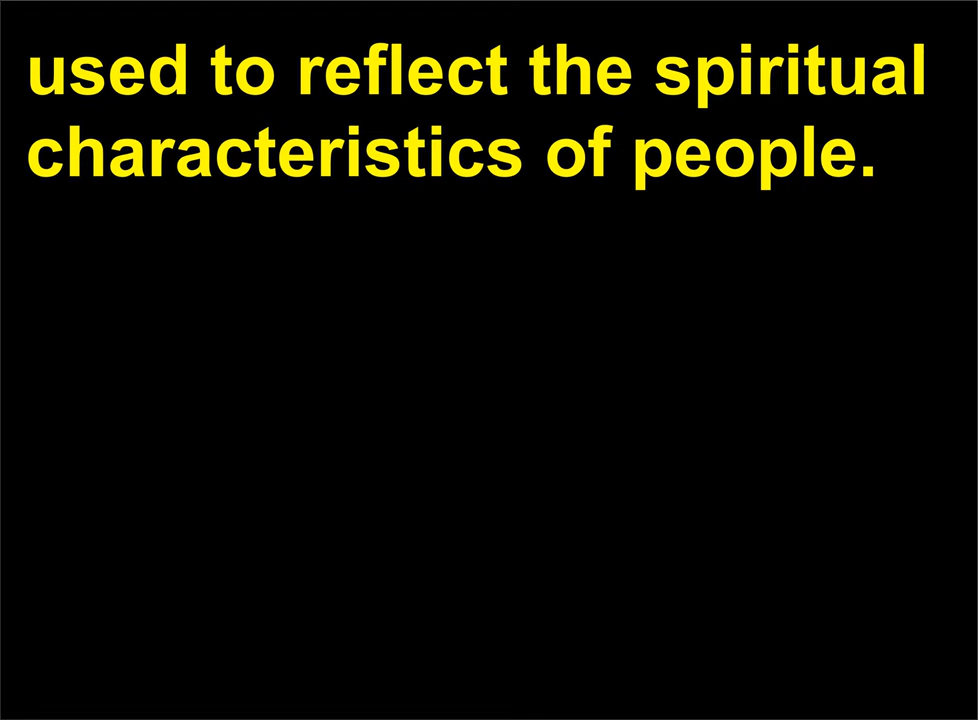 used to reflect the spiritual
characteristics of people.